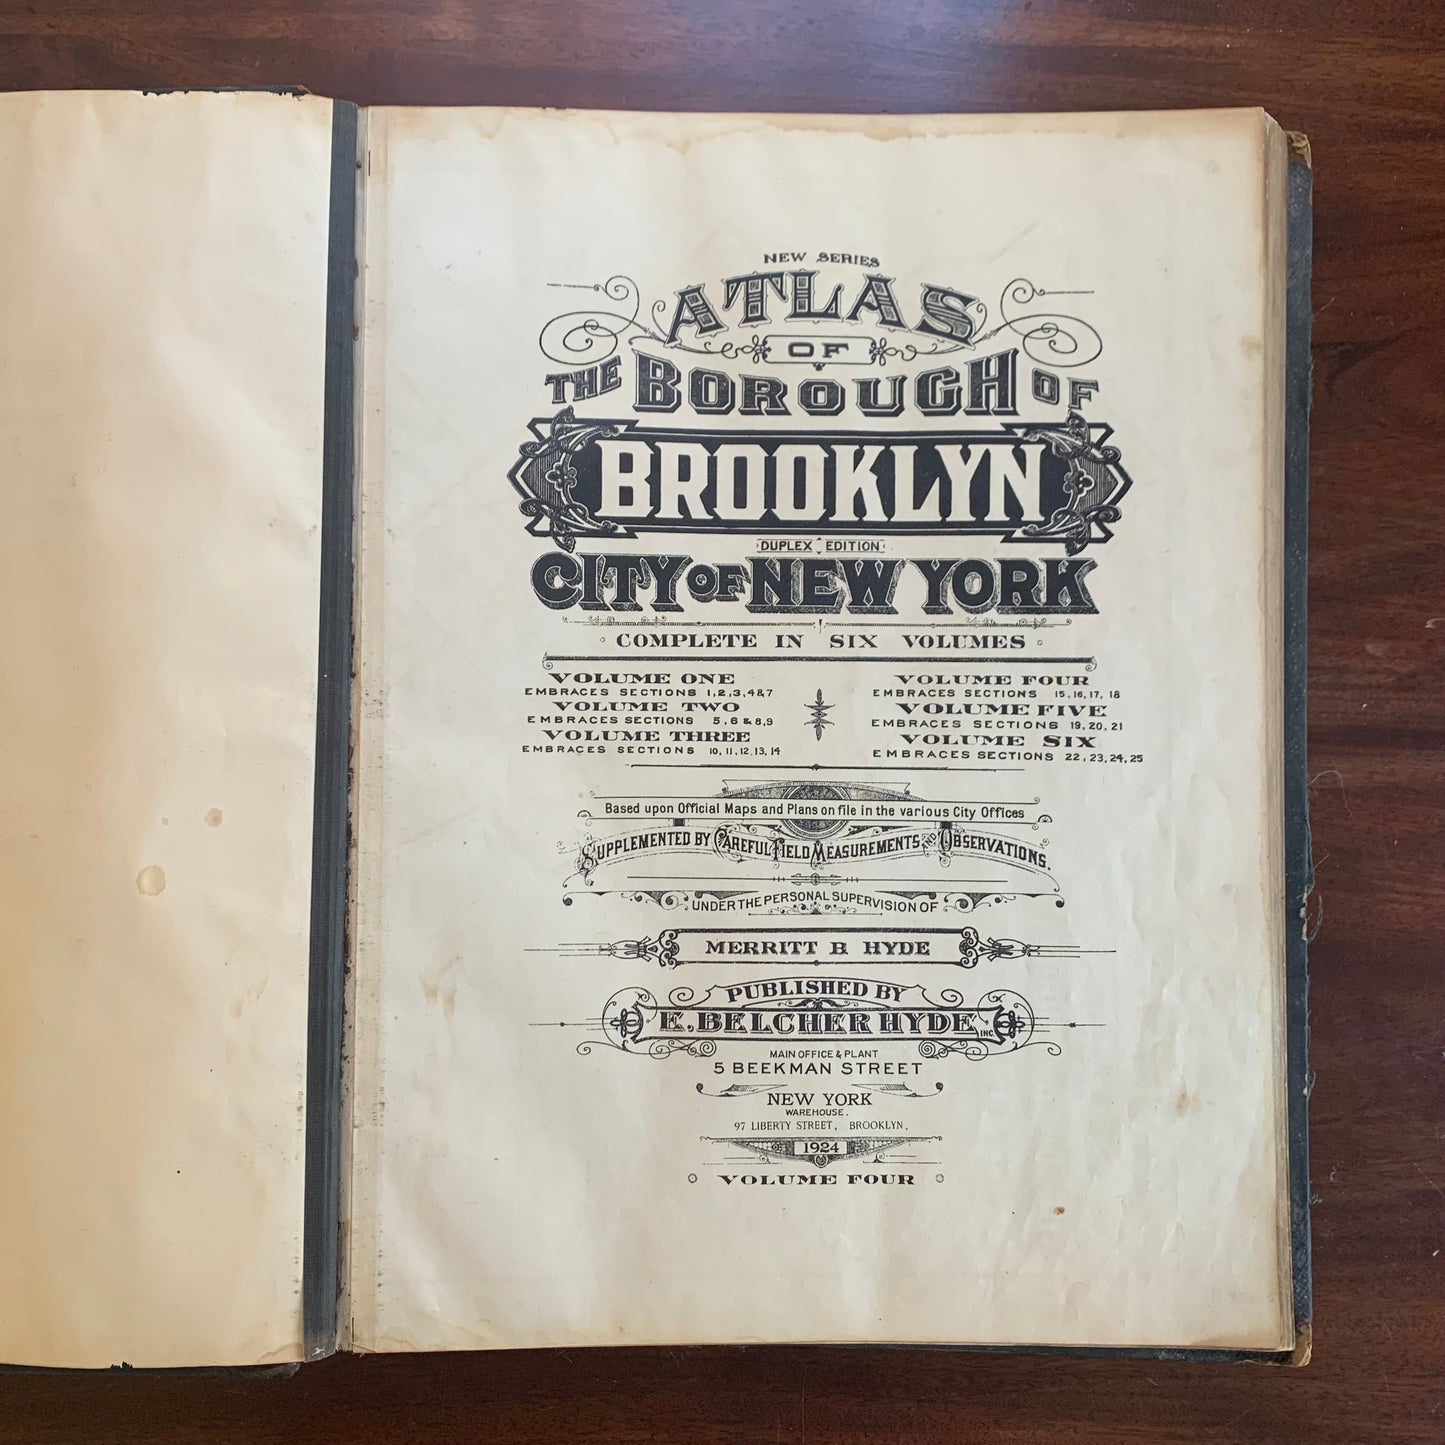 NEW SERIES
ATLAS
OF
THE BOROUGH OF
BROOKLYN
DUPLEX EDITION
CITY OF NEW YORK
COMPLETE IN SIX VOLUMES
VOLUME ONE
EMBRACES SECTIONS 1,2,3,4&7
VOLUME TWO
EMBRACES SECTIONS 5,6 & 8,9
VOLUME THREE
EMBRACES SECTIONS 10, 11, 12, 13, 14
VOLUME FOUR
EMBRACES SECTIONS 15, 16, 17, 18
VOLUME FIVE
EMBRACES SECTIONS 19, 20, 21
VOLUME SIX
EMBRACES SECTIONS 22, 23, 24, 25
Based upon Official Maps and Plans on file in the various City Offices
SUPPLEMENTED BY CAREFUL FIELD MEASUREMENTS AND OBSERVATIONS.
UNDER THE PERSONAL SUPERVISION OF
MERRITT B HYDE
PUBLISHED BY
E. BELCHER HYDE INC.
MAIN OFFICE & PLANT
5 BEEKMAN STREET
NEW YORK
WAREHOUSE.
97 LIBERTY STREET, BROOKLYN.
1924
VOLUME FOUR